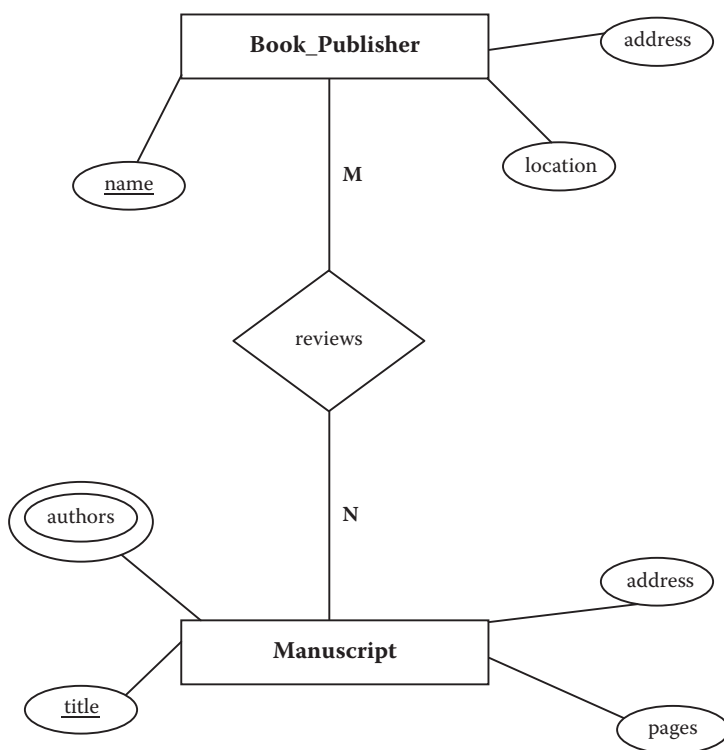 Book_Publisher
address
name
location
M
reviews
N
authors
address
Manuscript
title
pages